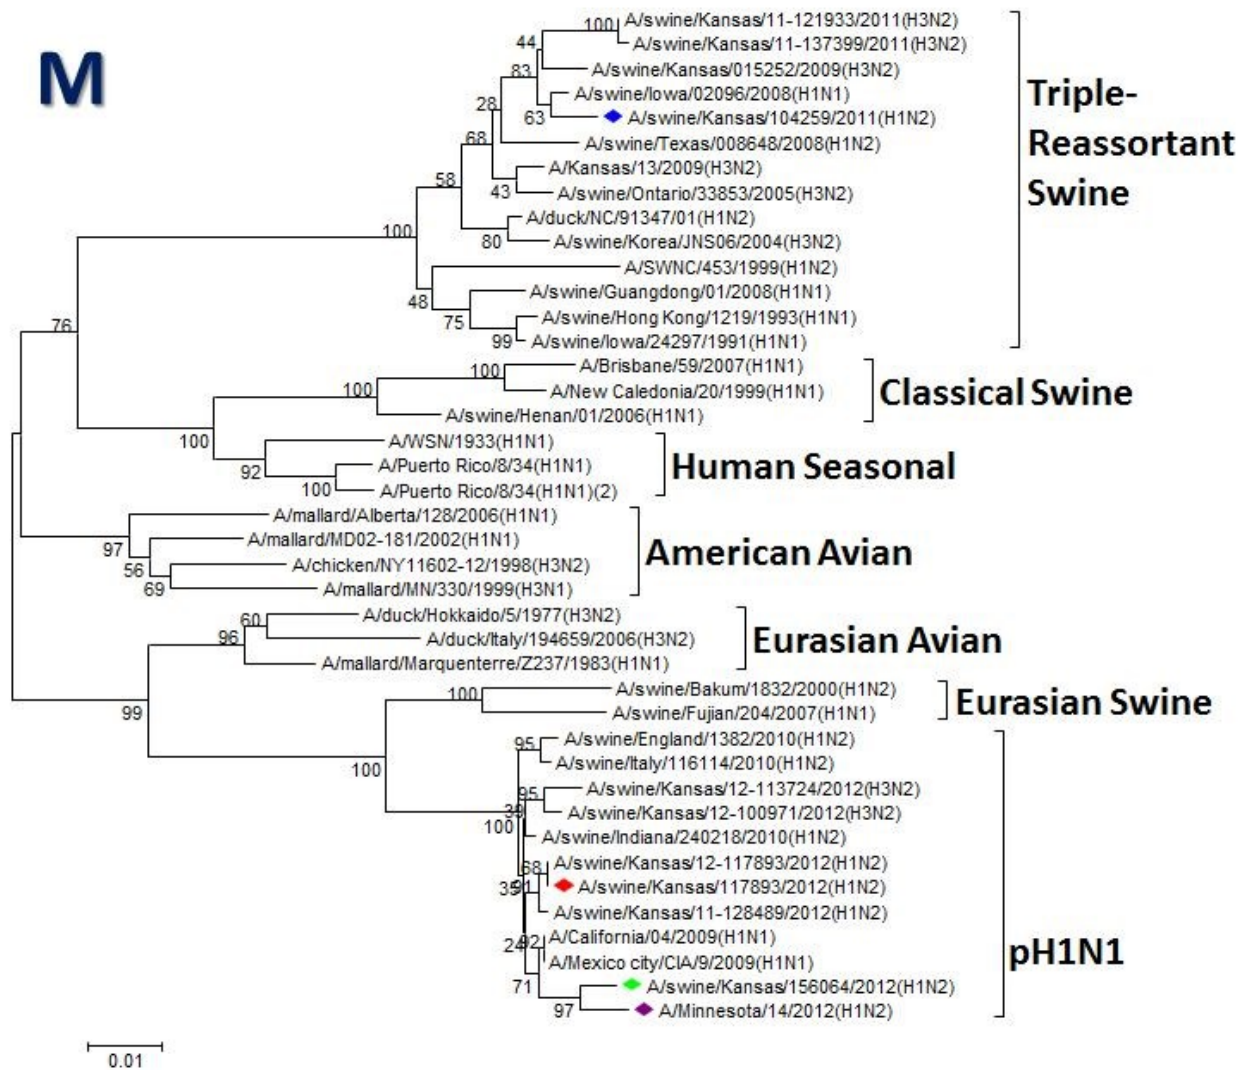 M
100 A/swine/Kansas/11-121933/2011(H3N2)
A/swine/Kansas/11-137399/2011(H3N2)
44
A/swine/Kansas/015252/2009(H3N2)
83
A/swine/Iowa/02096/2008(H1N1)
63 A/swine/Kansas/104259/2011(H1N2)
28
A/swine/Texas/008648/2008(H1N2)
68
A/Kansas/13/2009(H3N2)
43 A/swine/Ontario/33853/2005(H3N2)
58
A/duck/NC/91347/01(H1N2)
80 A/swine/Korea/JNS06/2004(H3N2)
100
A/SWNC/453/1999(H1N2)
48
A/swine/Guangdong/01/2008(H1N1)
75
A/swine/Hong Kong/1219/1993(H1N1)
99 A/swine/Iowa/24297/1991(H1N1)
Triple-
Reassortant
Swine
76
100 A/Brisbane/59/2007(H1N1)
A/New Caledonia/20/1999(H1N1)
100
A/swine/Henan/01/2006(H1N1)
Classical Swine
100
A/WSN/1933(H1N1)
92
A/Puerto Rico/8/34(H1N1)
100 A/Puerto Rico/8/34(H1N1)(2)
Human Seasonal
A/mallard/Alberta/128/2006(H1N1)
97
A/mallard/MD02-181/2002(H1N1)
56
A/chicken/NY11602-12/1998(H3N2)
69 A/mallard/MN/330/1999(H3N1)
American Avian
60 A/duck/Hokkaido/5/1977(H3N2)
A/duck/Italy/194659/2006(H3N2)
96
A/mallard/Marquenterre/Z237/1983(H1N1)
Eurasian Avian
99
100 A/swine/Bakum/1832/2000(H1N2)
A/swine/Fujian/204/2007(H1N1)
Eurasian Swine
100
95 A/swine/England/1382/2010(H1N2)
A/swine/Italy/116114/2010(H1N2)
95 A/swine/Kansas/12-113724/2012(H3N2)
A/swine/Kansas/12-100971/2012(H3N2)
100
A/swine/Indiana/240218/2010(H1N2)
68 A/swine/Kansas/12-117893/2012(H1N2)
A/swine/Kansas/117893/2012(H1N2)
91
A/swine/Kansas/11-128489/2012(H1N2)
A/California/04/2009(H1N1)
24 92
A/Mexico city/CIA/9/2009(H1N1)
71
A/swine/Kansas/156064/2012(H1N2)
97 A/Minnesota/14/2012(H1N2)
pH1N1
0.01